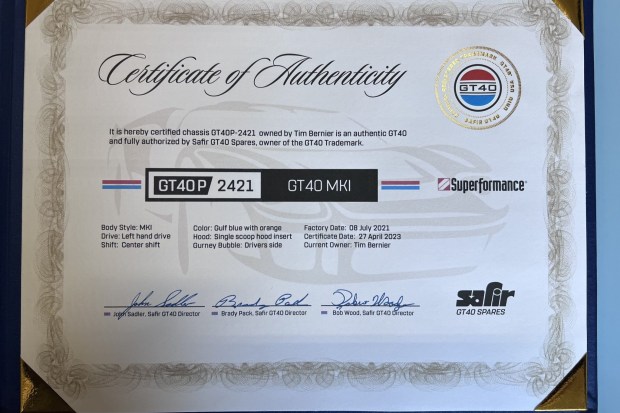 Certificate of Authenticity
GT40
It is hereby certified chassis GT40P-2421 owned by Tim Bernier is an authentic GT40
and fully authorized by Safir GT40 Spares, owner of the GT40 Trademark.
GT40 P / 2421 GT40 MKI
Superformance
Body Style: MKI
Drive: Left hand drive
Shift: Center shift
Color: Gulf blue with orange
Hood: Single scoop hood insert
Gurney Bubble: Drivers side
Factory Date: 08 July 2021
Certificate Date: 27 April 2023
Current Owner: Tim Bernier
John Sadler, Safir GT40 Director
Brady Pack, Safir GT40 Director
Bob Wood, Safir GT40 Director
safir
GT40 SPARES